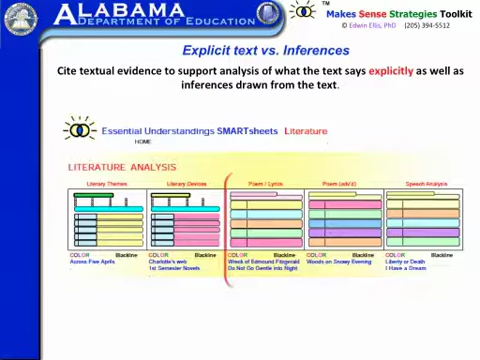 ALABAMA
DEPARTMENT OF EDUCATION
TM
Makes Sense Strategies Toolkit
© Edwin Ellis, PhD (205) 394-5512
Explicit text vs. Inferences
Cite textual evidence to support analysis of what the text says explicitly as well as
inferences drawn from the text.
Essential Understandings SMARTsheets Literature
HOME
LITERATURE ANALYSIS
Literary Themes Literary Devices Poem / Lyrics Poem (adv'd) Speech Analysis
COLOR Blackline COLOR Blackline COLOR Blackline COLOR Blackline COLOR Blackline
Across Five Aprils Charlotte's web Wreck of Edmund Fitzgerald Woods on Snowy Evening Liberty or Death
1st Semester Novels Do Not Go Gentle into Night I Have a Dream